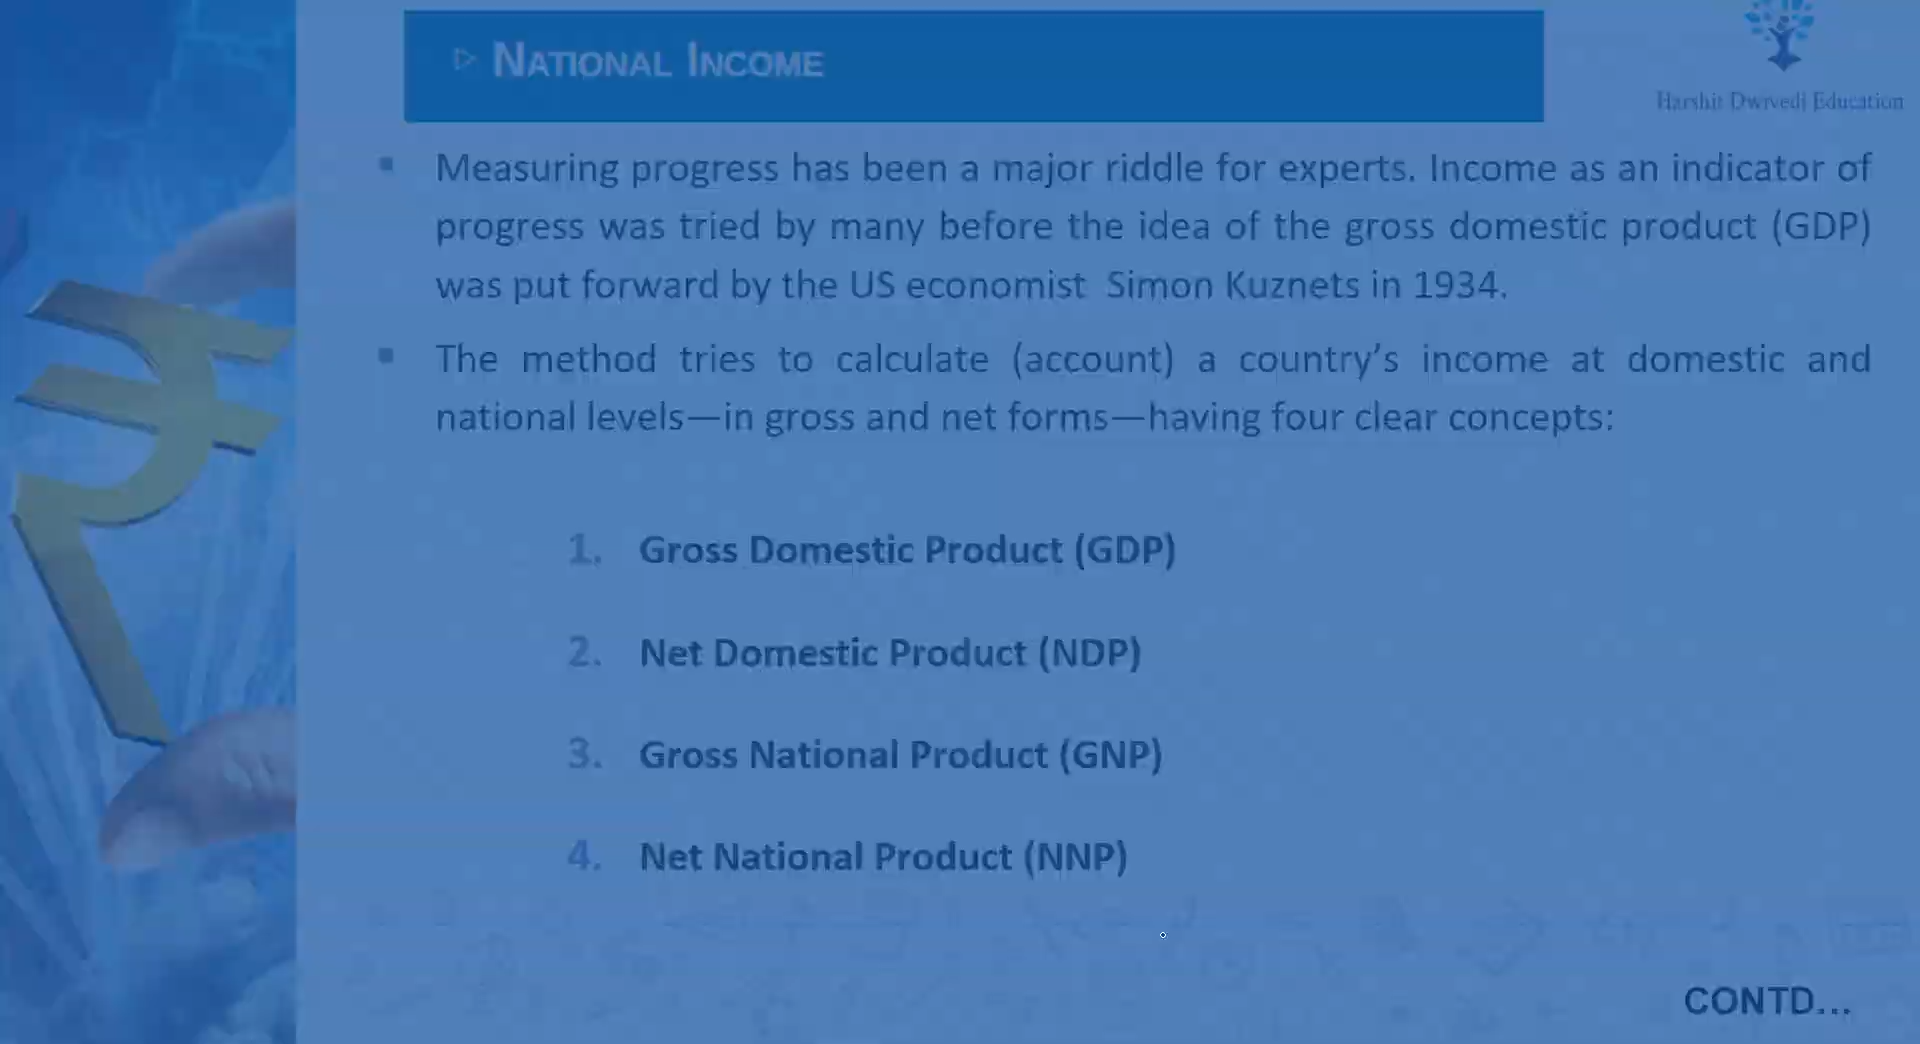 ▷ NATIONAL INCOME
Harshit Dwivedi Education
▪ Measuring progress has been a major riddle for experts. Income as an indicator of
progress was tried by many before the idea of the gross domestic product (GDP)
was put forward by the US economist Simon Kuznets in 1934.
▪ The method tries to calculate (account) a country’s income at domestic and
national levels—in gross and net forms—having four clear concepts:
1. Gross Domestic Product (GDP)
2. Net Domestic Product (NDP)
3. Gross National Product (GNP)
4. Net National Product (NNP)
CONTD...